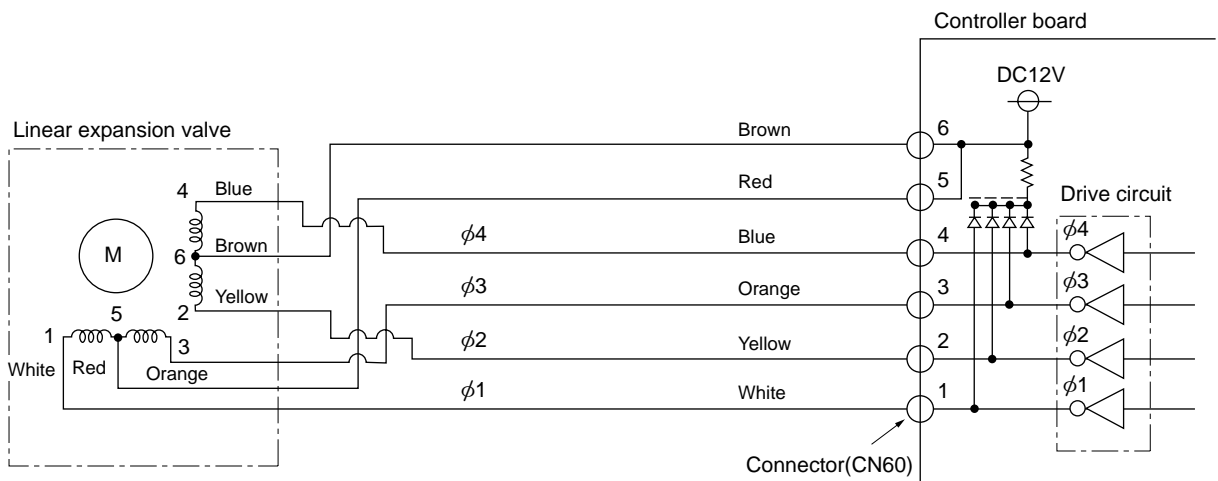 Controller board
DC12V
Linear expansion valve
Brown
6
4
Blue
Red
5
Drive circuit
M
6
Brown
ϕ4
Blue
4
ϕ4
2
Yellow
ϕ3
Orange
3
ϕ3
1
5
3
White
Red
Orange
ϕ2
Yellow
2
ϕ2
ϕ1
White
1
ϕ1
Connector(CN60)